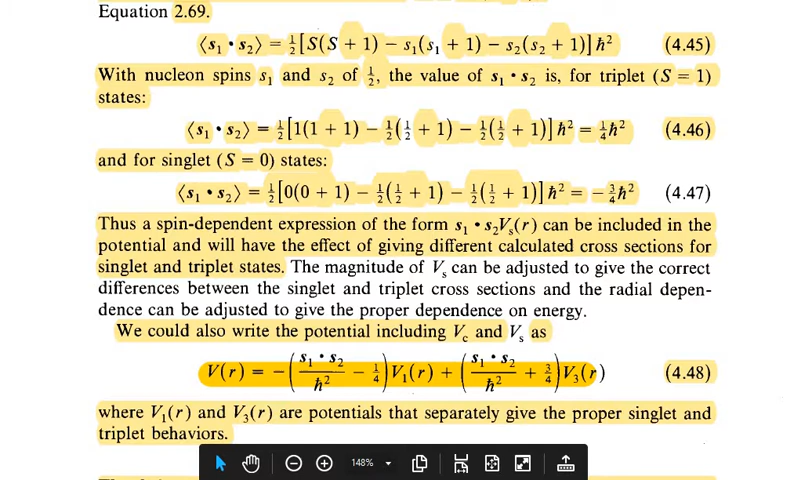 Equation 2.69.
⟨s₁ • s₂⟩ = ½[S(S + 1) − s₁(s₁ + 1) − s₂(s₂ + 1)] ħ² (4.45)
With nucleon spins s₁ and s₂ of ½, the value of s₁ • s₂ is, for triplet (S = 1)
states:
⟨s₁ • s₂⟩ = ½[1(1 + 1) − ½(½ + 1) − ½(½ + 1)] ħ² = ¼ħ² (4.46)
and for singlet (S = 0) states:
⟨s₁ • s₂⟩ = ½[0(0 + 1) − ½(½ + 1) − ½(½ + 1)] ħ² = −¾ħ² (4.47)
Thus a spin-dependent expression of the form s₁ • s₂Vₛ(r) can be included in the
potential and will have the effect of giving different calculated cross sections for
singlet and triplet states. The magnitude of Vₛ can be adjusted to give the correct
differences between the singlet and triplet cross sections and the radial depen-
dence can be adjusted to give the proper dependence on energy.
We could also write the potential including V_c and Vₛ as
V(r) = −(s₁ • s₂/ħ² − ¼)V₁(r) + (s₁ • s₂/ħ² + ¾)V₃(r) (4.48)
where V₁(r) and V₃(r) are potentials that separately give the proper singlet and
triplet behaviors.
148%